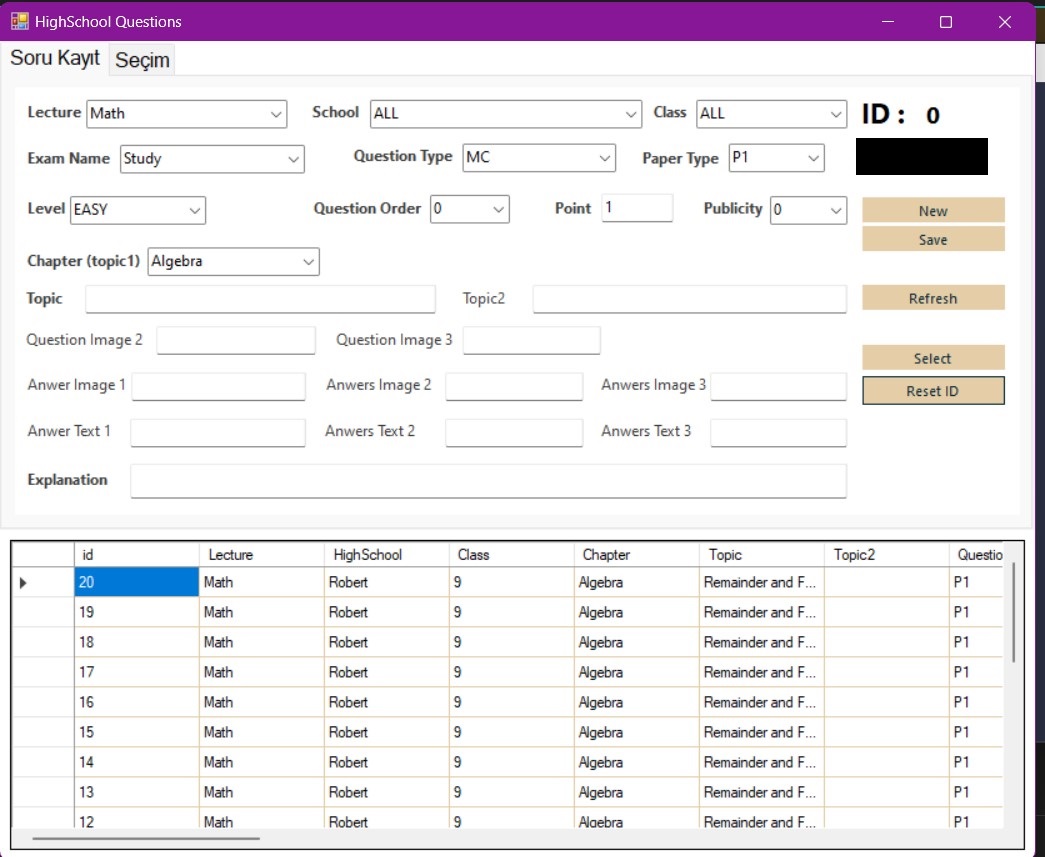 HighSchool Questions
Soru Kayıt Seçim
Lecture Math School ALL Class ALL ID : 0
Exam Name Study Question Type MC Paper Type P1
Level EASY Question Order 0 Point 1 Publicity 0 New
Save
Chapter (topic1) Algebra
Topic Topic2 Refresh
Question Image 2 Question Image 3
Select
Anwer Image 1 Anwers Image 2 Anwers Image 3 Reset ID
Anwer Text 1 Anwers Text 2 Anwers Text 3
Explanation
id Lecture HighSchool Class Chapter Topic Topic2 Questio
20 Math Robert 9 Algebra Remainder and F... P1
19 Math Robert 9 Algebra Remainder and F... P1
18 Math Robert 9 Algebra Remainder and F... P1
17 Math Robert 9 Algebra Remainder and F... P1
16 Math Robert 9 Algebra Remainder and F... P1
15 Math Robert 9 Algebra Remainder and F... P1
14 Math Robert 9 Algebra Remainder and F... P1
13 Math Robert 9 Algebra Remainder and F... P1
12 Math Robert 9 Algebra Remainder and F... P1